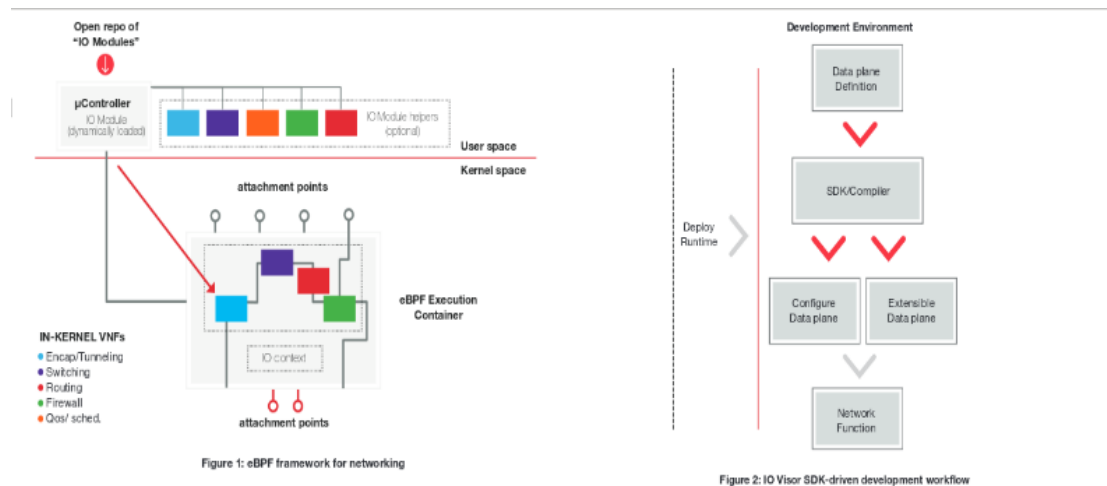 Open repo of
"IO Modules"
µController
IO Module
(dynamically loaded)
IO Module helpers
(optional)
User space
Kernel space
attachment points
eBPF Execution
Container
IN-KERNEL VNFs
Encap/Tunneling
Switching
Routing
Firewall
Qos/ sched.
IO context
attachment points
Figure 1: eBPF framework for networking
Development Environment
Data plane
Definition
SDK/Compiler
Deploy
Runtime
Configure
Data plane
Extensible
Data plane
Network
Function
Figure 2: IO Visor SDK-driven development workflow